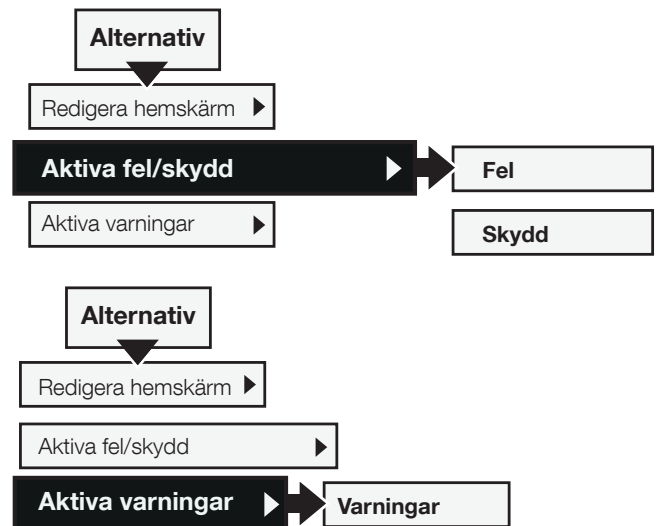 Alternativ
Redigera hemskärm
Aktiva fel/skydd
Fel
Aktiva varningar
Skydd
Alternativ
Redigera hemskärm
Aktiva fel/skydd
Aktiva varningar
Varningar